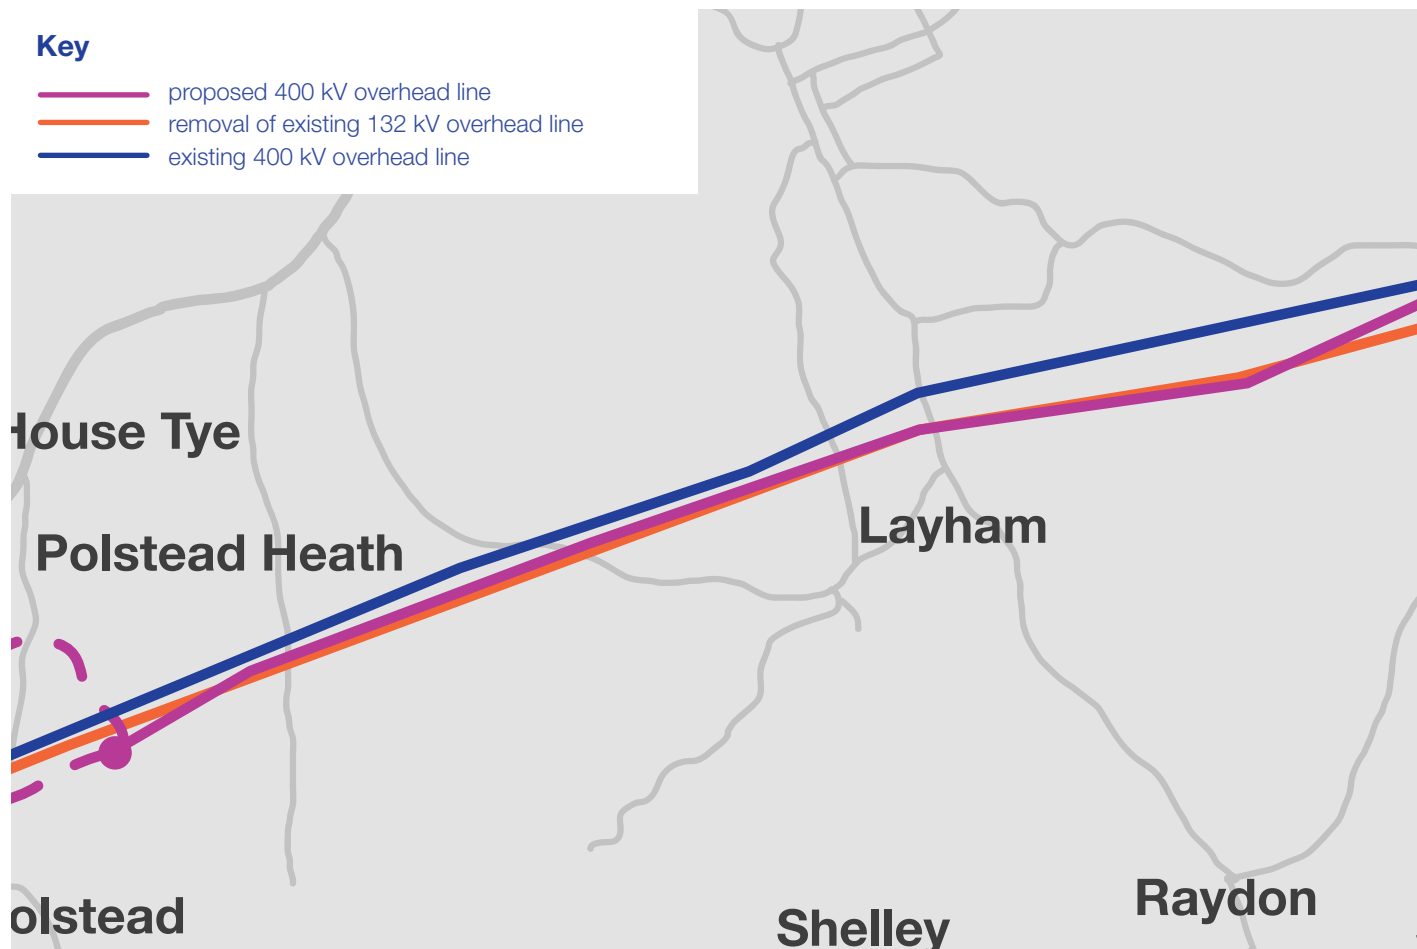 Key
proposed 400 kV overhead line
removal of existing 132 kV overhead line
existing 400 kV overhead line
House Tye
Polstead Heath
Layham
Raydon
olstead
Shelley